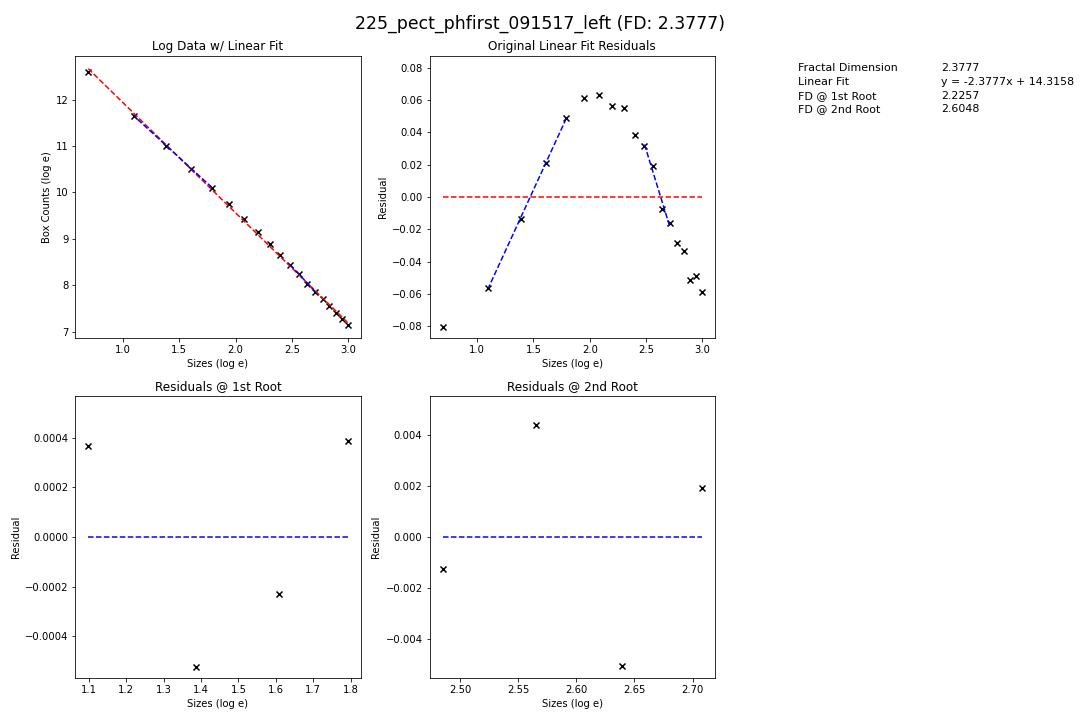 225_pect_phfirst_091517_left (FD: 2.3777)
Log Data w/ Linear Fit
Box Counts (log e)
12
11
10
9
8
7
1.0 1.5 2.0 2.5 3.0
Sizes (log e)
Original Linear Fit Residuals
Residual
0.08
0.06
0.04
0.02
0.00
−0.02
−0.04
−0.06
−0.08
1.0 1.5 2.0 2.5 3.0
Sizes (log e)
Fractal Dimension 2.3777
Linear Fit y = -2.3777x + 14.3158
FD @ 1st Root 2.2257
FD @ 2nd Root 2.6048
Residuals @ 1st Root
Residual
0.0004
0.0002
0.0000
−0.0002
−0.0004
1.1 1.2 1.3 1.4 1.5 1.6 1.7 1.8
Sizes (log e)
Residuals @ 2nd Root
Residual
0.004
0.002
0.000
−0.002
−0.004
2.50 2.55 2.60 2.65 2.70
Sizes (log e)